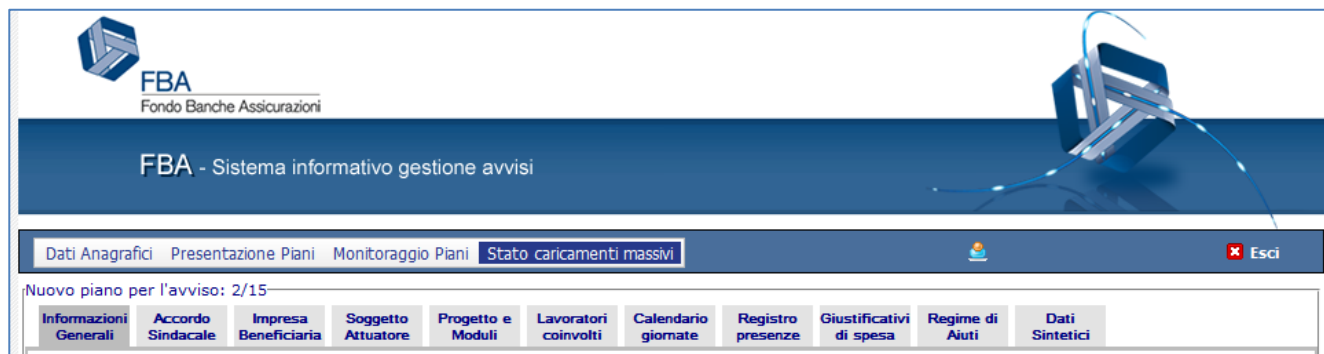 FBA
Fondo Banche Assicurazioni
FBA - Sistema informativo gestione avvisi
Dati Anagrafici Presentazione Piani Monitoraggio Piani Stato caricamenti massivi Esci
Nuovo piano per l'avviso: 2/15
Informazioni Accordo Impresa Soggetto Progetto e Lavoratori Calendario Registro Giustificativi Regime di Dati
Generali Sindacale Beneficiaria Attuatore Moduli coinvolti giornate presenze di spesa Aiuti Sintetici